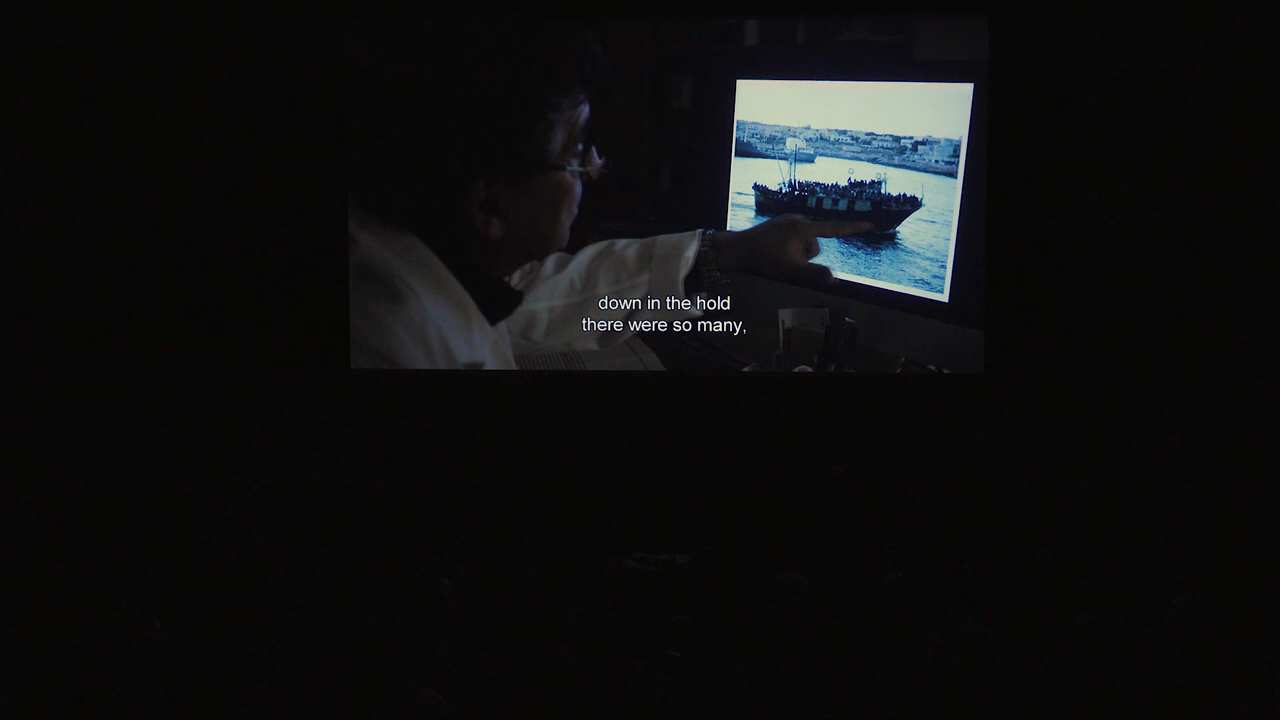 down in the hold
there were so many,